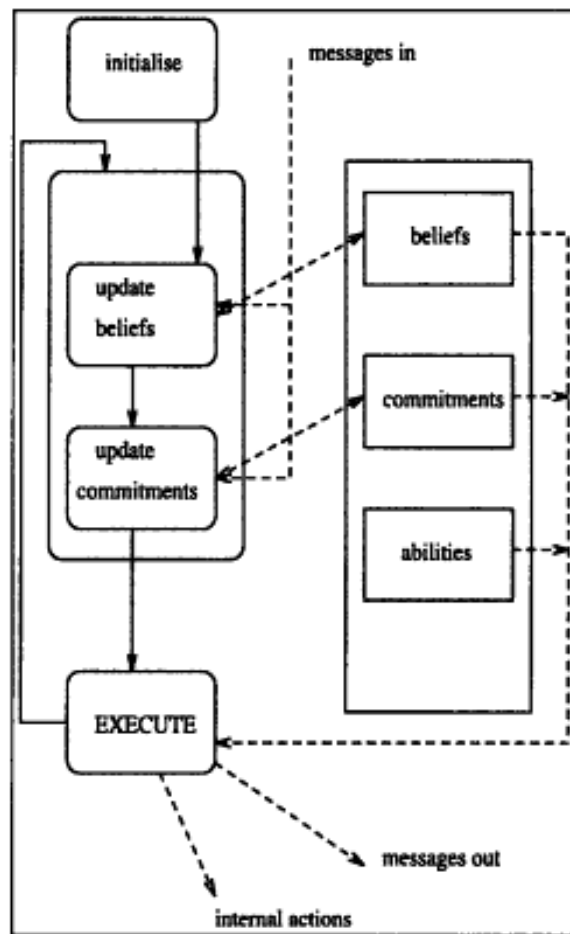 initialise
messages in
update
beliefs
beliefs
update
commitments
commitments
abilities
EXECUTE
messages out
internal actions